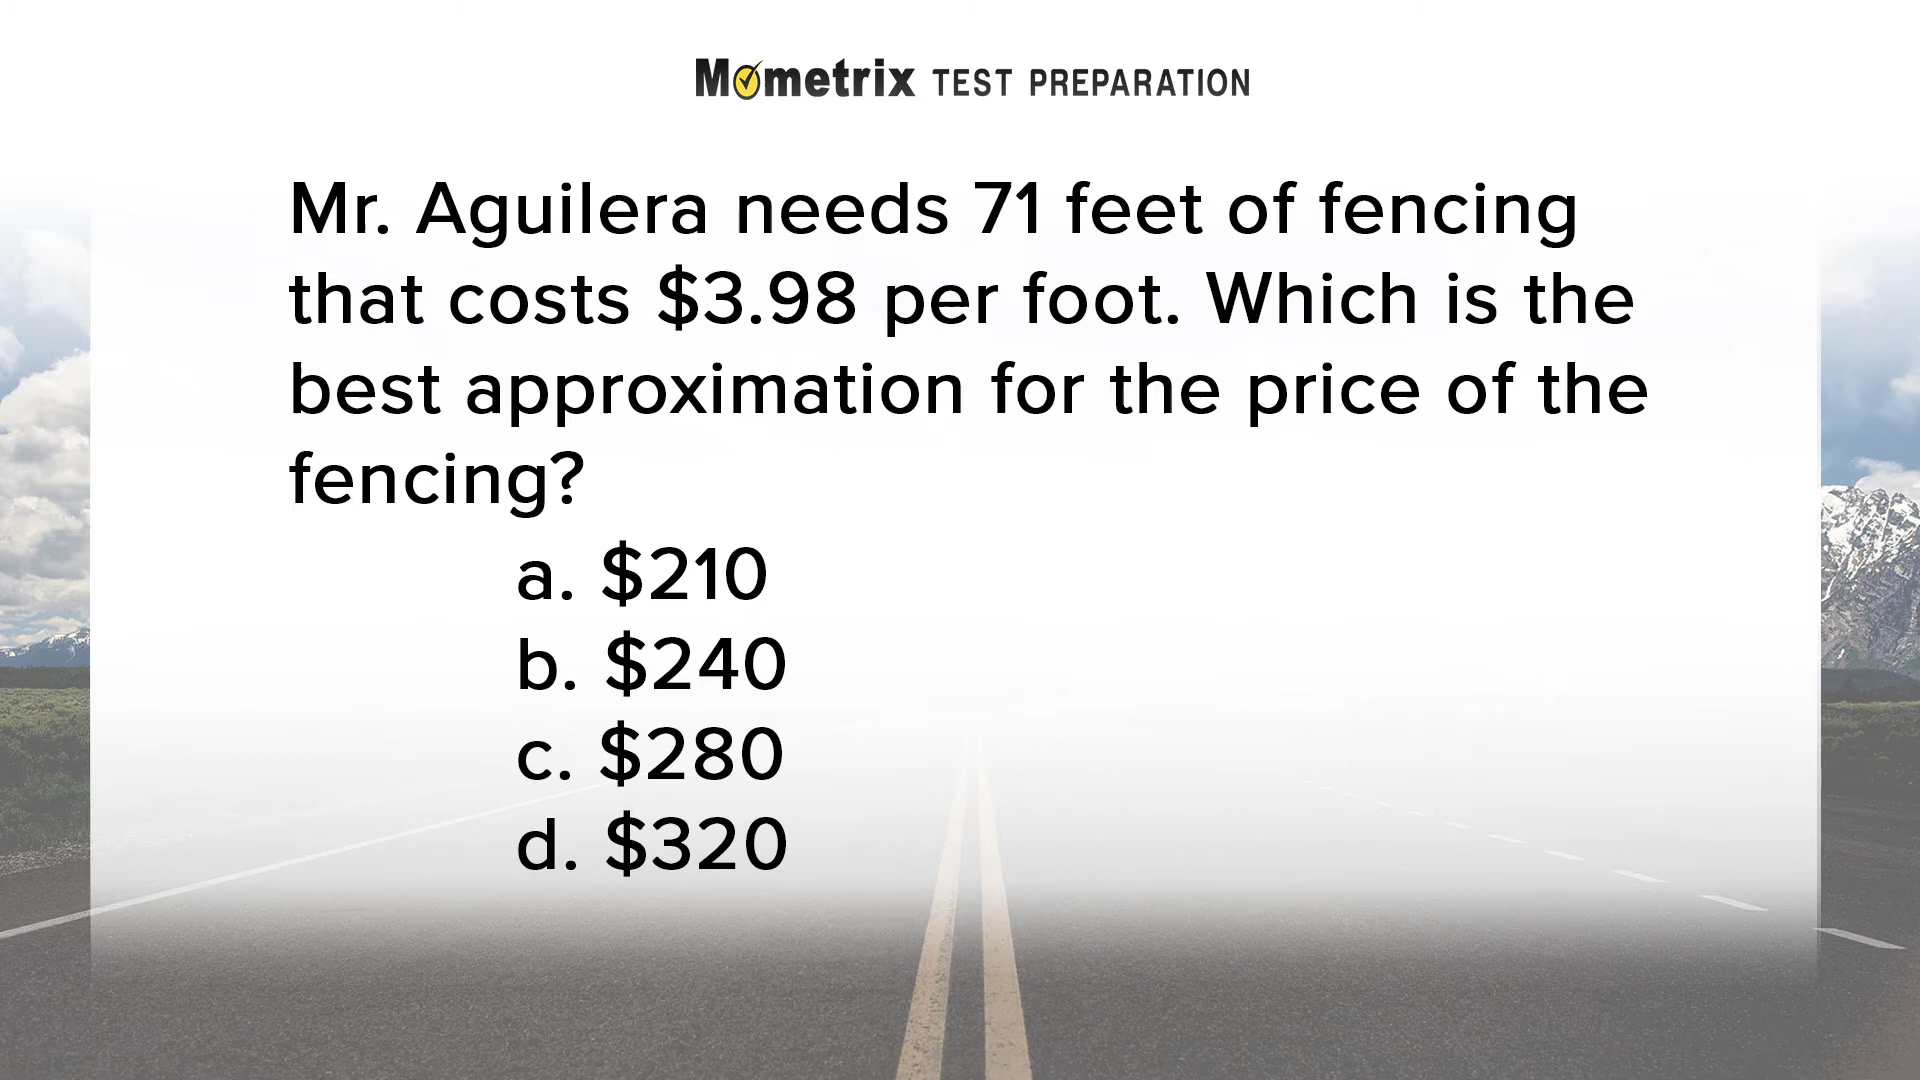 Mometrix TEST PREPARATION
Mr. Aguilera needs 71 feet of fencing
that costs $3.98 per foot. Which is the
best approximation for the price of the
fencing?
a. $210
b. $240
c. $280
d. $320